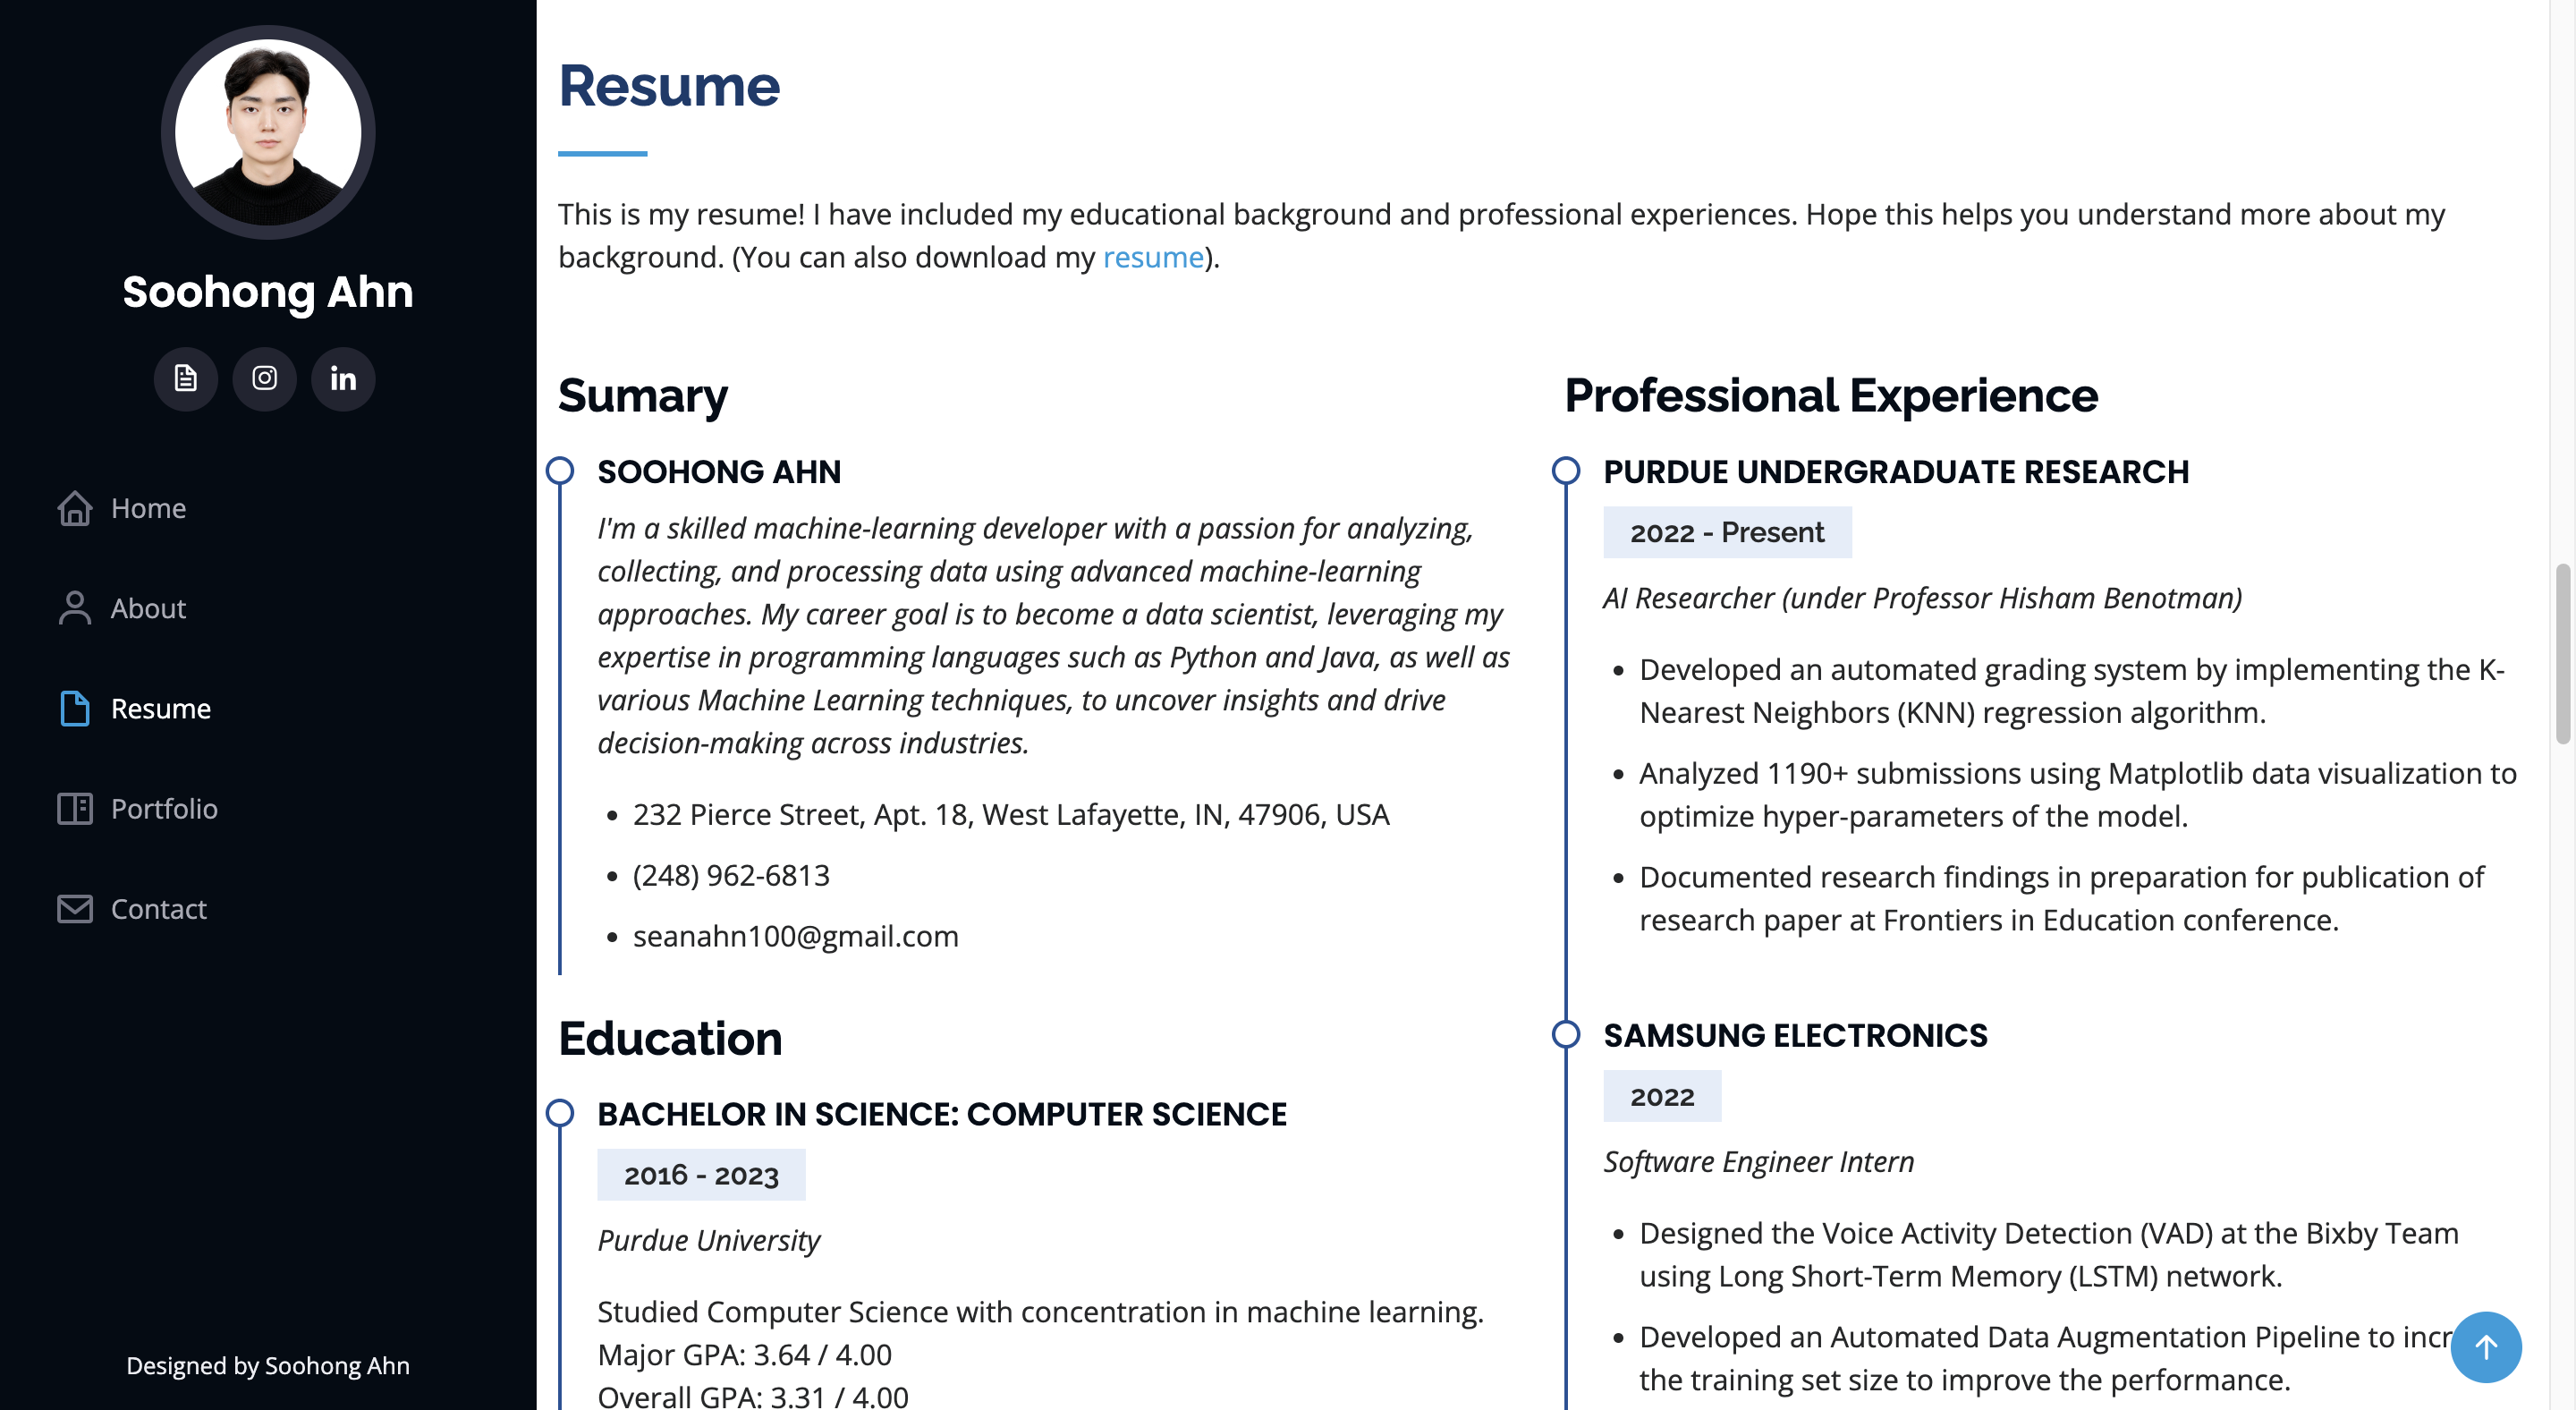 Soohong Ahn
Home
About
Resume
Portfolio
Contact
Designed by Soohong Ahn
Resume
This is my resume! I have included my educational background and professional experiences. Hope this helps you understand more about my
background. (You can also download my resume).
Sumary
SOOHONG AHN
I'm a skilled machine-learning developer with a passion for analyzing,
collecting, and processing data using advanced machine-learning
approaches. My career goal is to become a data scientist, leveraging my
expertise in programming languages such as Python and Java, as well as
various Machine Learning techniques, to uncover insights and drive
decision-making across industries.
• 232 Pierce Street, Apt. 18, West Lafayette, IN, 47906, USA
• (248) 962-6813
• seanahn100@gmail.com
Education
BACHELOR IN SCIENCE: COMPUTER SCIENCE
2016 - 2023
Purdue University
Studied Computer Science with concentration in machine learning.
Major GPA: 3.64 / 4.00
Overall GPA: 3.31 / 4.00
Professional Experience
PURDUE UNDERGRADUATE RESEARCH
2022 - Present
AI Researcher (under Professor Hisham Benotman)
• Developed an automated grading system by implementing the K-
Nearest Neighbors (KNN) regression algorithm.
• Analyzed 1190+ submissions using Matplotlib data visualization to
optimize hyper-parameters of the model.
• Documented research findings in preparation for publication of
research paper at Frontiers in Education conference.
SAMSUNG ELECTRONICS
2022
Software Engineer Intern
• Designed the Voice Activity Detection (VAD) at the Bixby Team
using Long Short-Term Memory (LSTM) network.
• Developed an Automated Data Augmentation Pipeline to incr
the training set size to improve the performance.